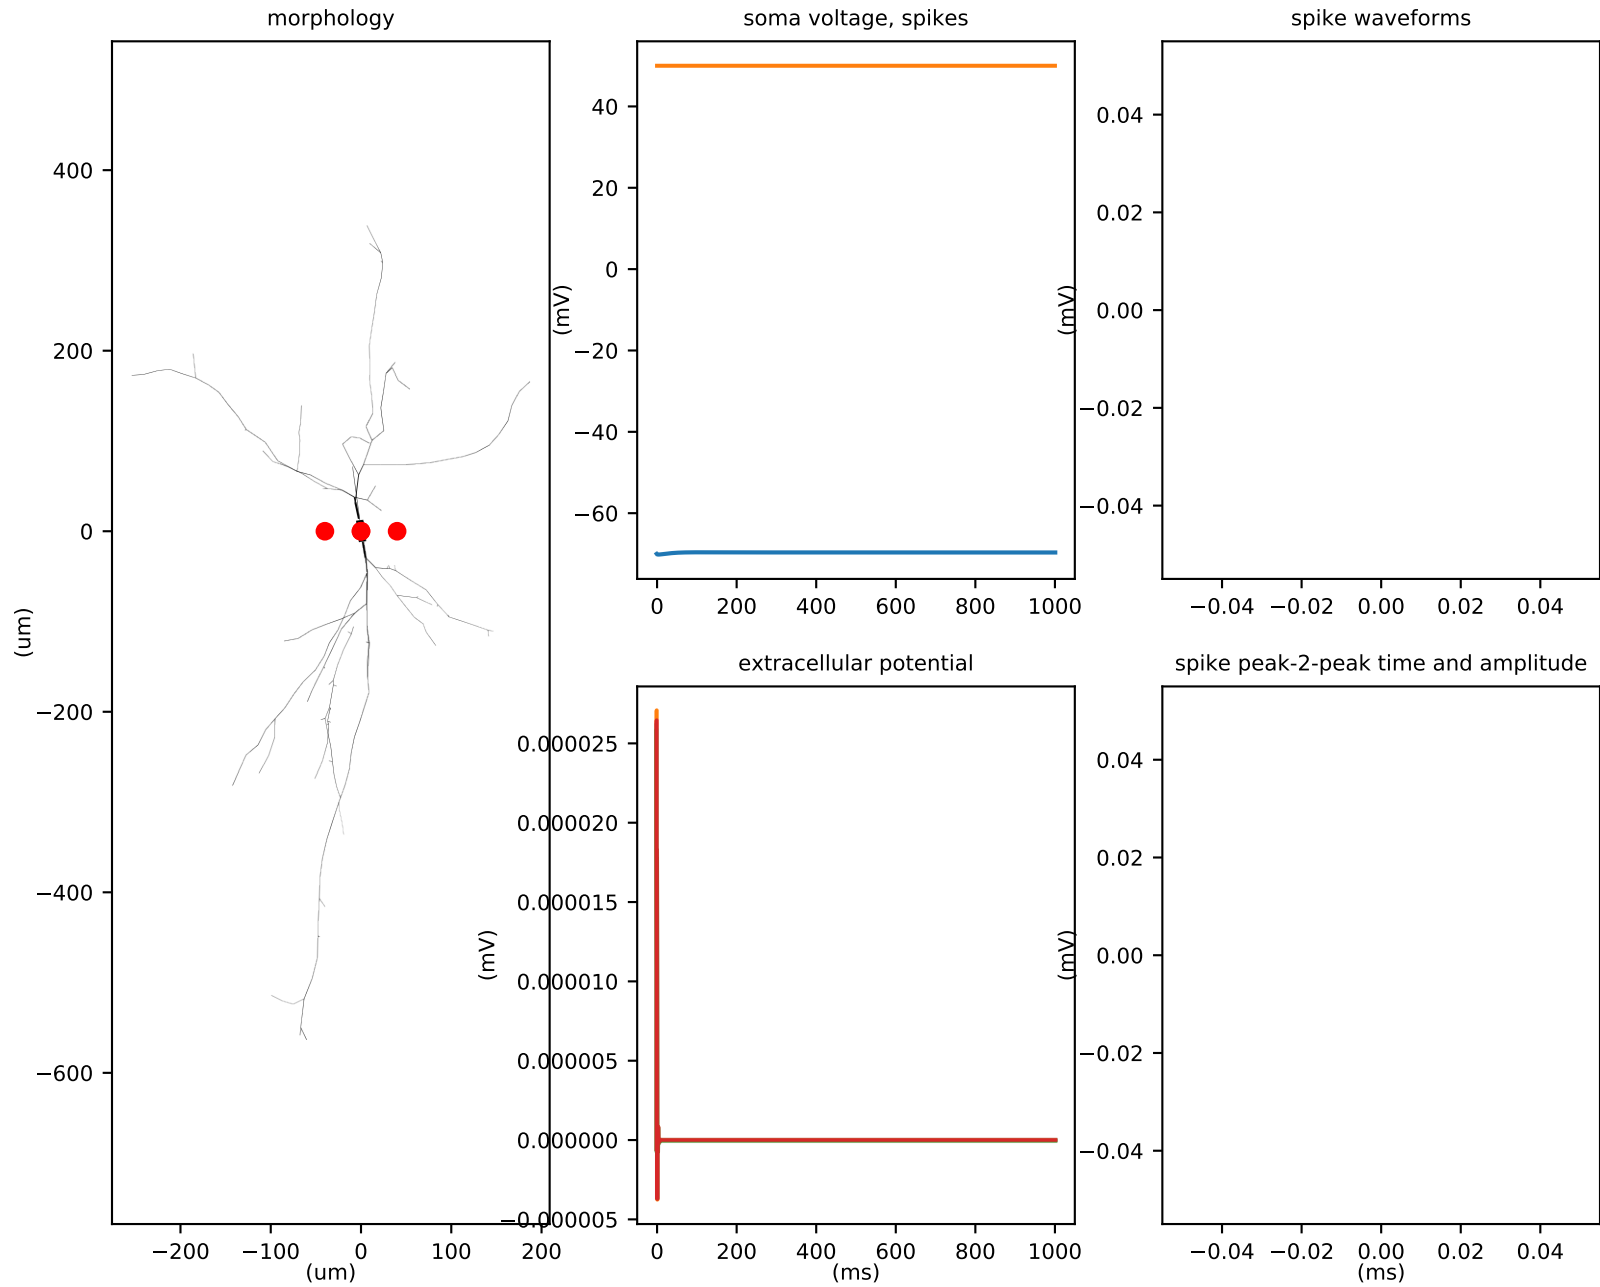 morphology
400
200
0
−200
−400
−600
(um)
−200 −100 0 100 200
(um)
soma voltage, spikes
40
20
0
−20
−40
−60
(mV)
0 200 400 600 800 1000
spike waveforms
0.04
0.02
0.00
−0.02
−0.04
(mV)
−0.04 −0.02 0.00 0.02 0.04
extracellular potential
0.000025
0.000020
0.000015
0.000010
0.000005
0.000000
−0.000005
(mV)
0 200 400 600 800 1000
(ms)
spike peak-2-peak time and amplitude
0.04
0.02
0.00
−0.02
−0.04
(mV)
−0.04 −0.02 0.00 0.02 0.04
(ms)